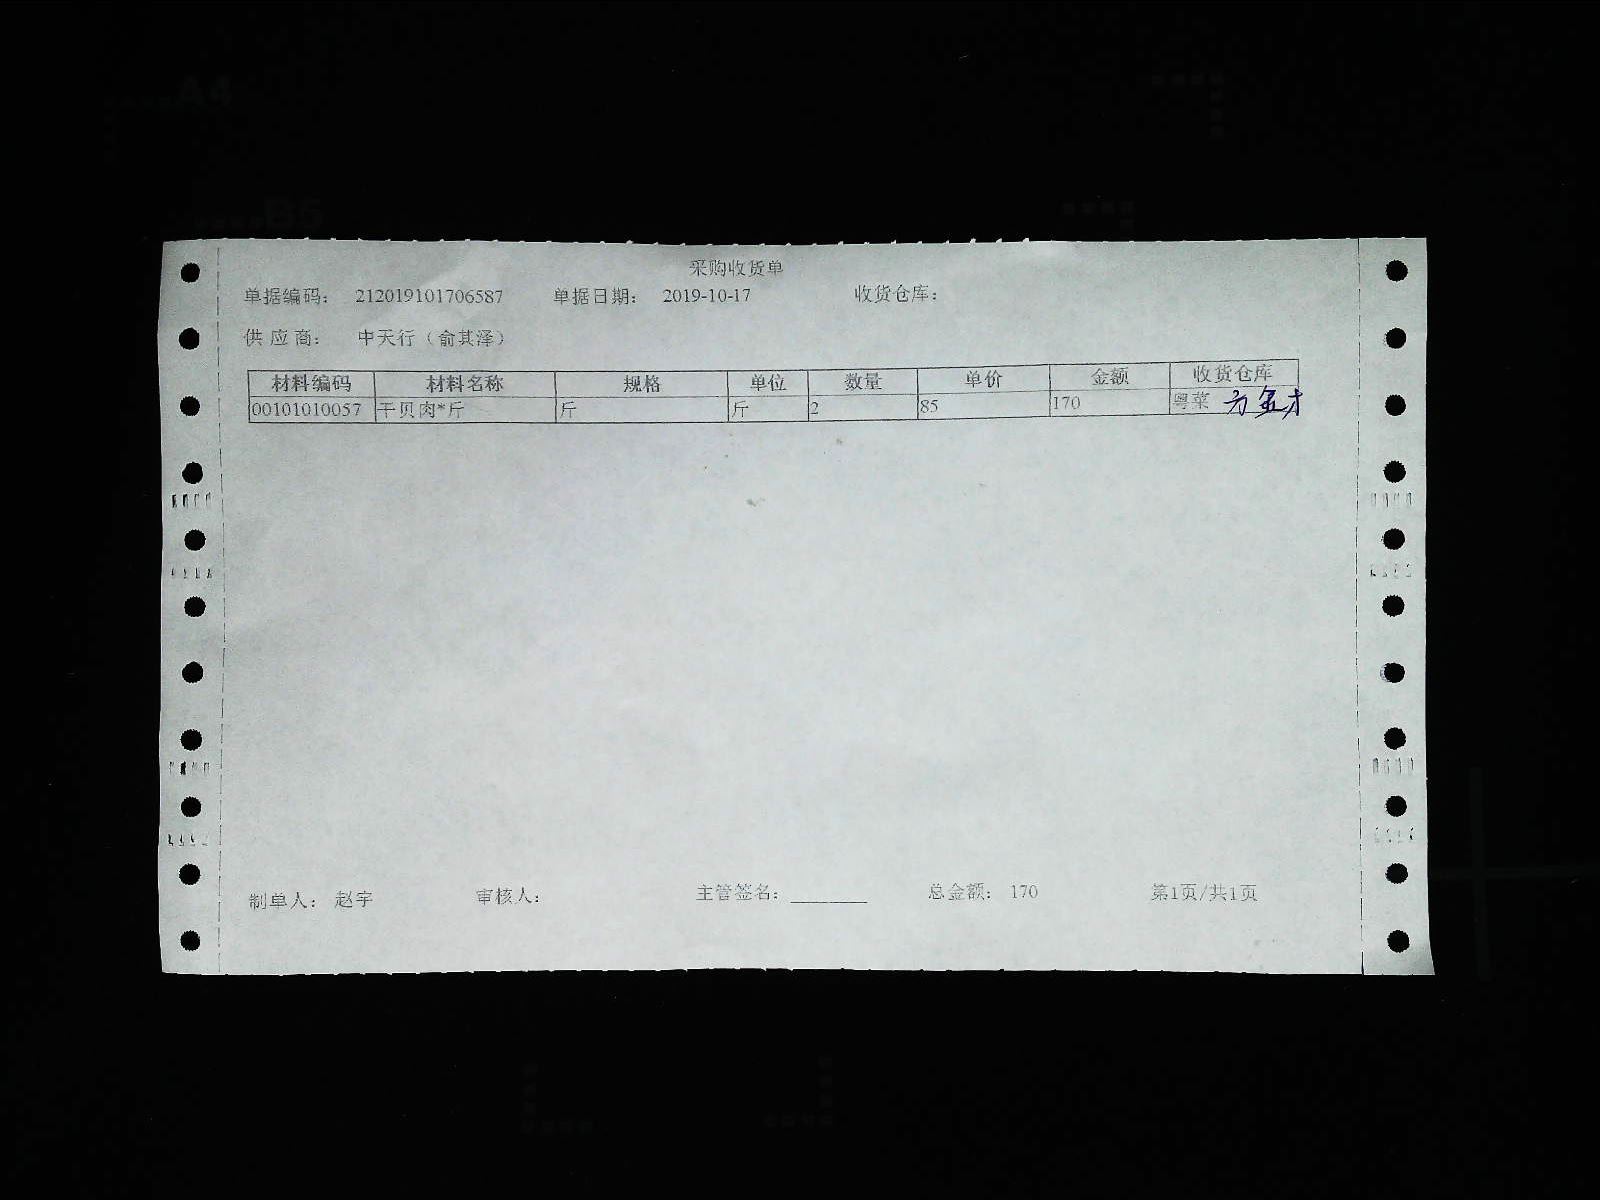 采购收货单
单据编码： 212019101706587 单据日期： 2019-10-17 收货仓库：
供应商： 中天行（俞其泽）
材料编码 材料名称 规格 单位 数量 单价 金额 收货仓库
00101010057 干贝肉*斤 斤 斤 2 85 170 粤菜 方金才
制单人： 赵宇 审核人： 主管签名：________ 总金额： 170 第1页/共1页